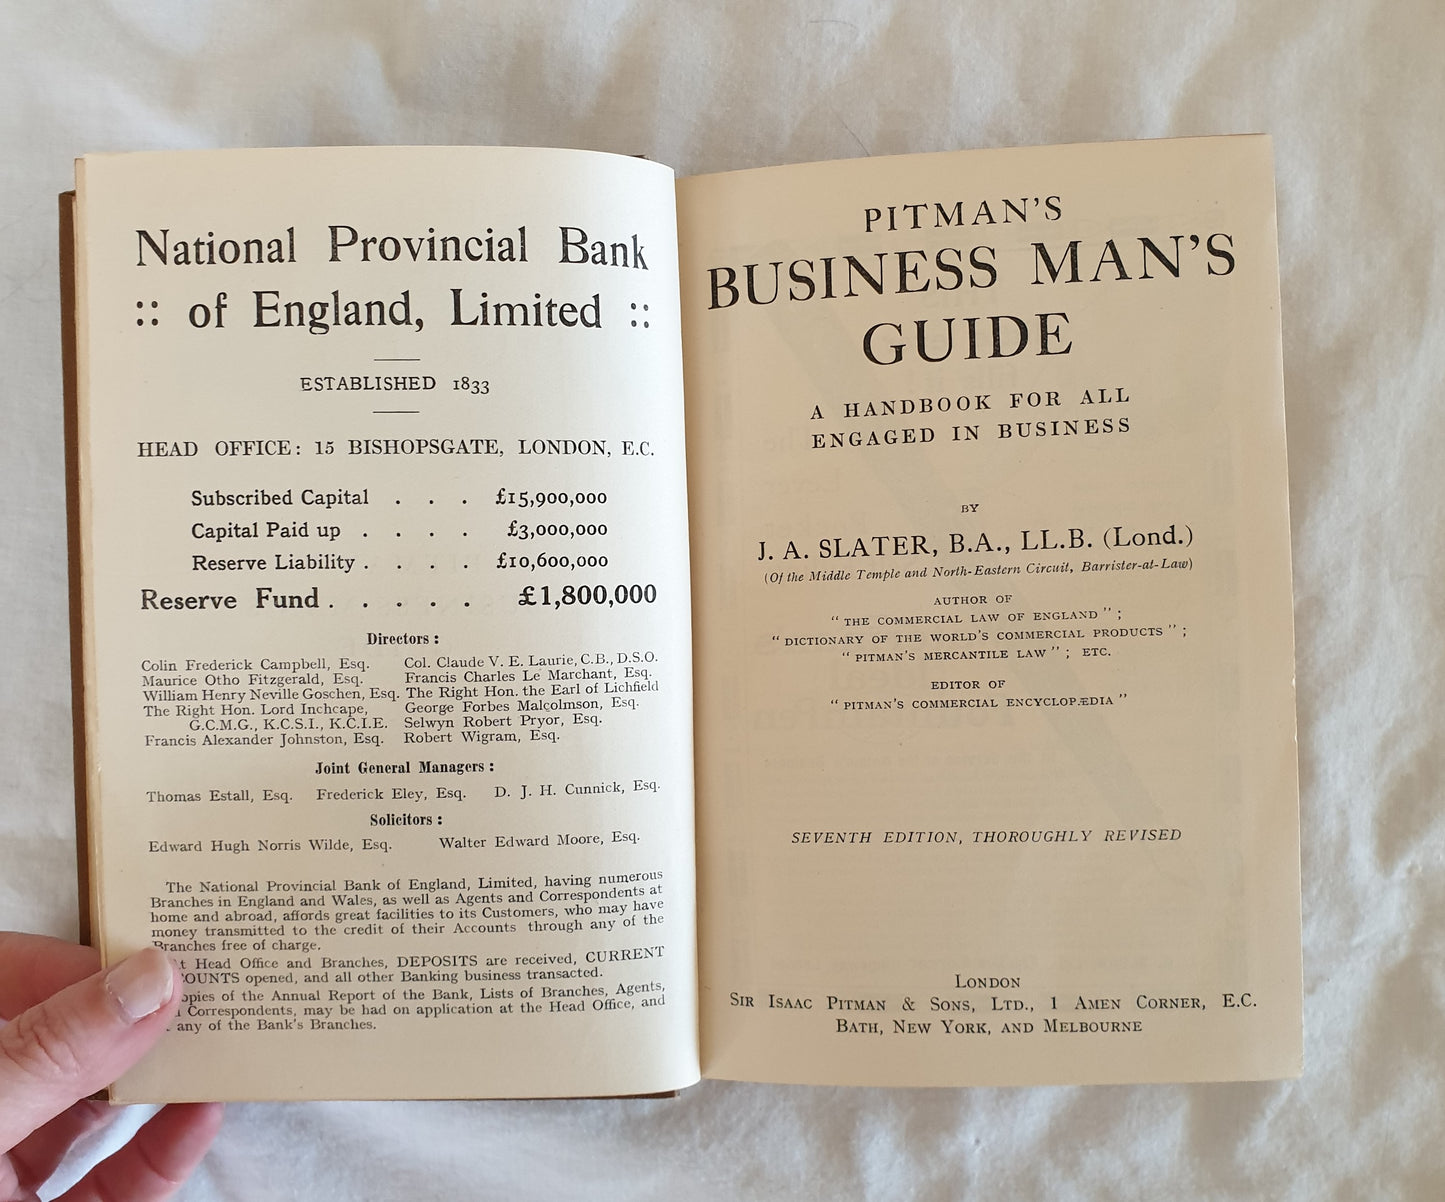 National Provincial Bank
:: of England, Limited ::
ESTABLISHED 1833
HEAD OFFICE: 15 BISHOPSGATE, LONDON, E.C.
Subscribed Capital . . . £15,900,000
Capital Paid up . . . . £3,000,000
Reserve Liability . . . . £10,600,000
Reserve Fund . . . . . £1,800,000
Directors :
Colin Frederick Campbell, Esq. Col. Claude V. E. Laurie, C.B., D.S.O.
Maurice Otho Fitzgerald, Esq. Francis Charles Le Marchant, Esq.
William Henry Neville Goschen, Esq. The Right Hon. the Earl of Lichfield
The Right Hon. Lord Inchcape, George Forbes Malcolmson, Esq.
G.C.M.G., K.C.S.I., K.C.I.E. Selwyn Robert Pryor, Esq.
Francis Alexander Johnston, Esq. Robert Wigram, Esq.
Joint General Managers :
Thomas Estall, Esq. Frederick Eley, Esq. D. J. H. Cunnick, Esq.
Solicitors :
Edward Hugh Norris Wilde, Esq. Walter Edward Moore, Esq.
The National Provincial Bank of England, Limited, having numerous
Branches in England and Wales, as well as Agents and Correspondents at
home and abroad, affords great facilities to its Customers, who may have
money transmitted to the credit of their Accounts through any of the
Branches free of charge.
Head Office and Branches, DEPOSITS are received, CURRENT
OUNTS opened, and all other Banking business transacted.
opies of the Annual Report of the Bank, Lists of Branches, Agents,
Correspondents, may be had on application at the Head Office, and
any of the Bank's Branches.
PITMAN'S
BUSINESS MAN'S
GUIDE
A HANDBOOK FOR ALL
ENGAGED IN BUSINESS
BY
J. A. SLATER, B.A., LL.B. (Lond.)
(Of the Middle Temple and North-Eastern Circuit, Barrister-at-Law)
AUTHOR OF
"THE COMMERCIAL LAW OF ENGLAND";
"DICTIONARY OF THE WORLD'S COMMERCIAL PRODUCTS";
"PITMAN'S MERCANTILE LAW"; ETC.
EDITOR OF
"PITMAN'S COMMERCIAL ENCYCLOPÆDIA"
SEVENTH EDITION, THOROUGHLY REVISED
LONDON
SIR ISAAC PITMAN & SONS, LTD., 1 AMEN CORNER, E.C.
BATH, NEW YORK, AND MELBOURNE